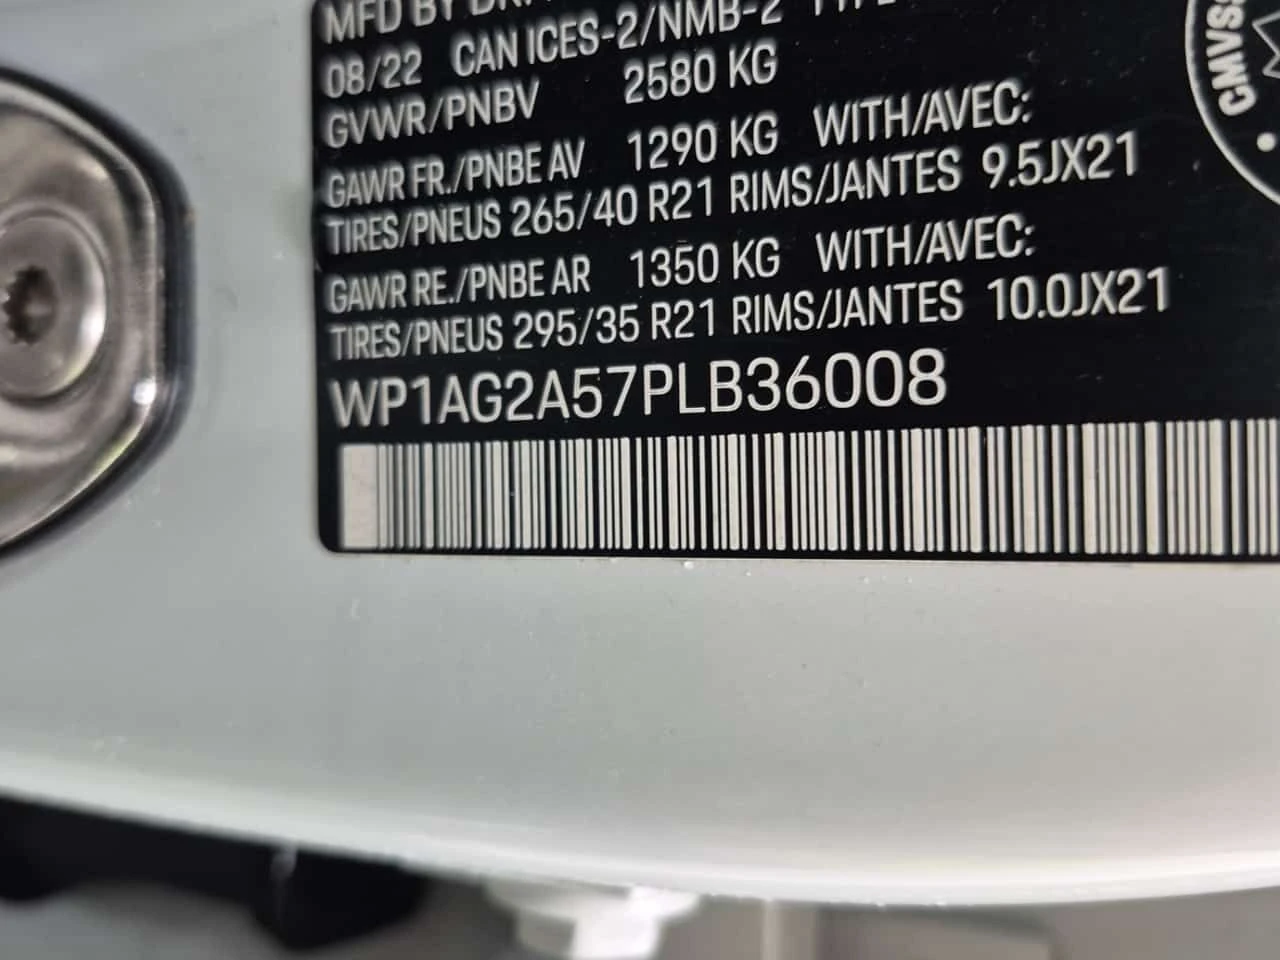 MFD BY
08/22 CAN ICES-2/NMB-2
GVWR/PNBV 2580 KG
GAWR FR./PNBE AV 1290 KG WITH/AVEC:
TIRES/PNEUS 265/40 R21 RIMS/JANTES 9.5JX21
GAWR RE./PNBE AR 1350 KG WITH/AVEC:
TIRES/PNEUS 295/35 R21 RIMS/JANTES 10.0JX21
WP1AG2A57PLB36008